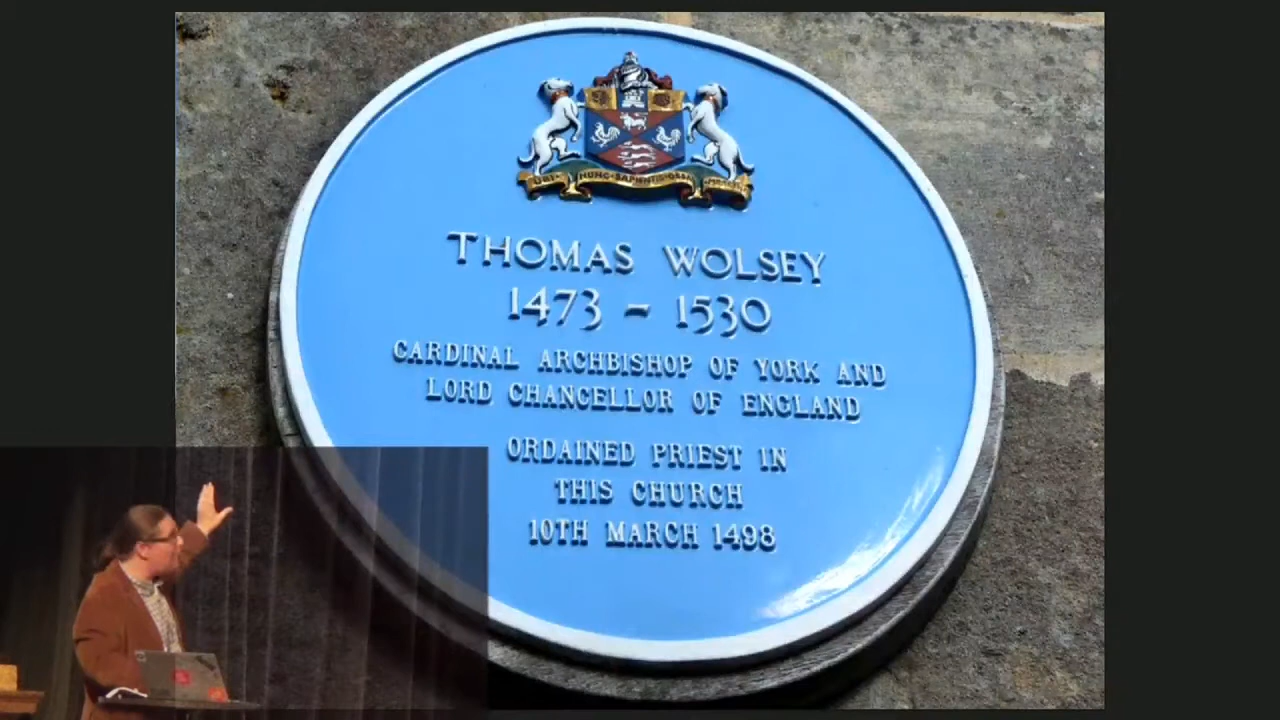 THOMAS WOLSEY
1473 – 1530
CARDINAL ARCHBISHOP OF YORK AND
LORD CHANCELLOR OF ENGLAND
ORDAINED PRIEST IN
THIS CHURCH
10TH MARCH 1498